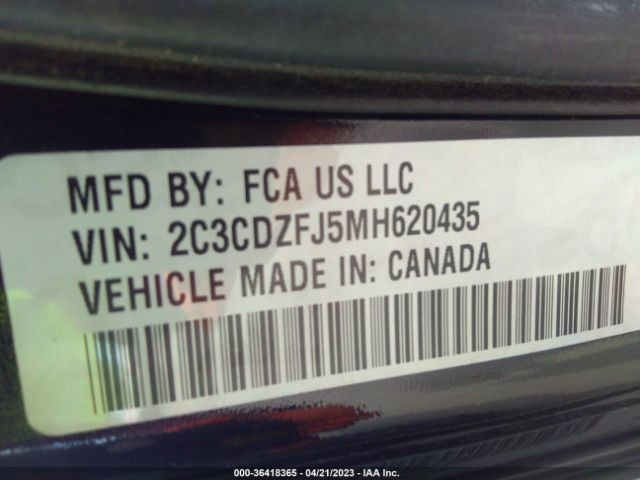 MFD BY: FCA US LLC
VIN: 2C3CDZFJ5MH620435
VEHICLE MADE IN: CANADA
000-36418365 - 04/21/2023 - IAA Inc.